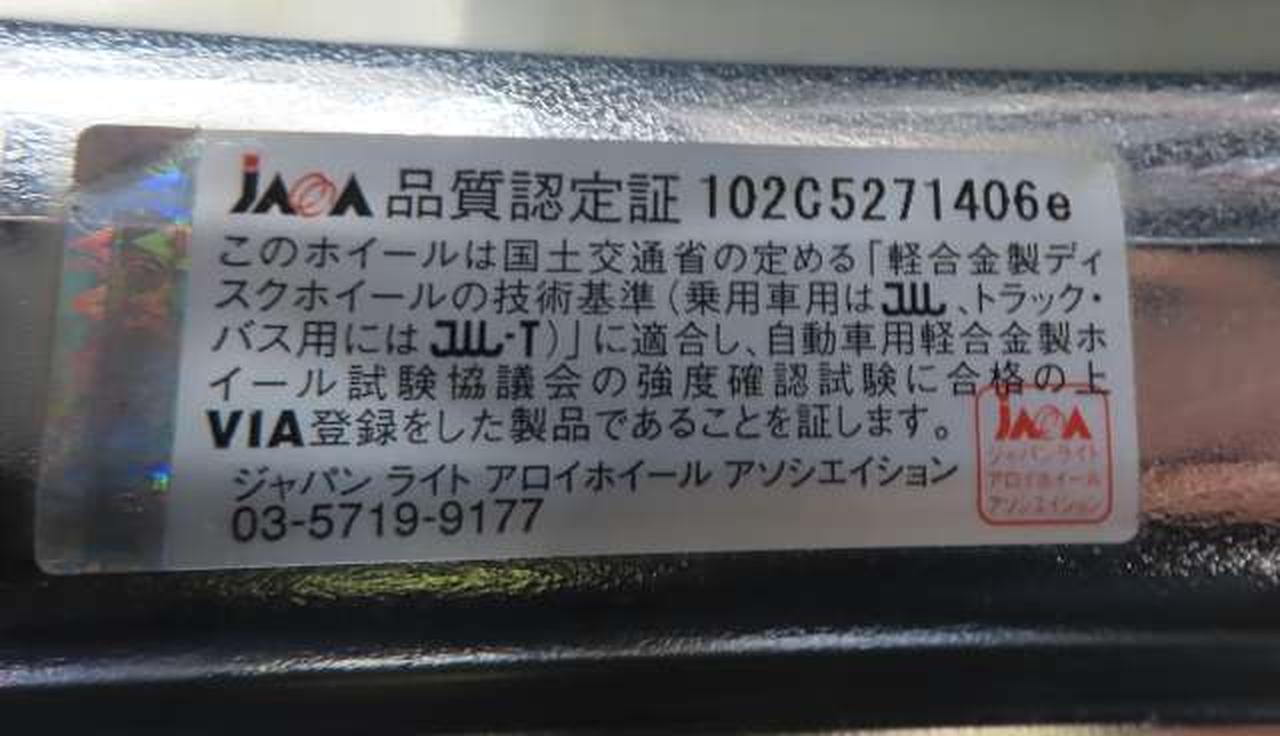 JAWA 品質認定証 102C5271406e
このホイールは国土交通省の定める「軽合金製ディ
スクホイールの技術基準（乗用車用はJWL、トラック・
バス用にはJWL-T）」に適合し、自動車用軽合金製ホ
イール試験協議会の強度確認試験に合格の上
VIA登録をした製品であることを証します。
ジャパン ライト アロイホイール アソシエイション
03-5719-9177
JAWA
ジャパンライト
アロイホイール
アソシエイション